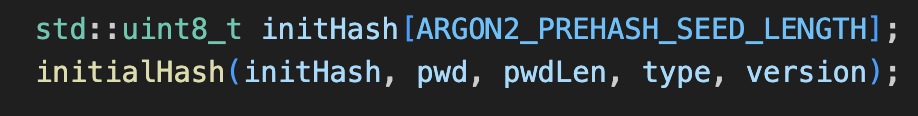 std::uint8_t initHash[ARGON2_PREHASH_SEED_LENGTH];
initialHash(initHash, pwd, pwdLen, type, version);